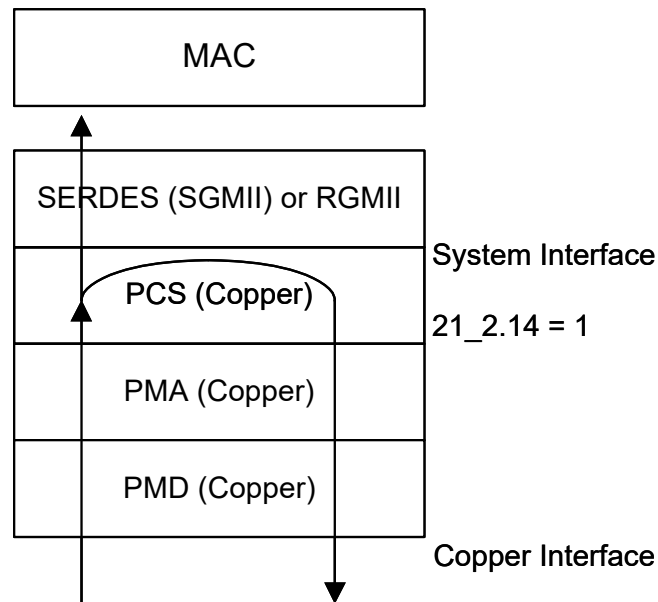 MAC
SERDES (SGMII) or RGMII
System Interface
PCS (Copper)
21_2.14 = 1
PMA (Copper)
PMD (Copper)
Copper Interface